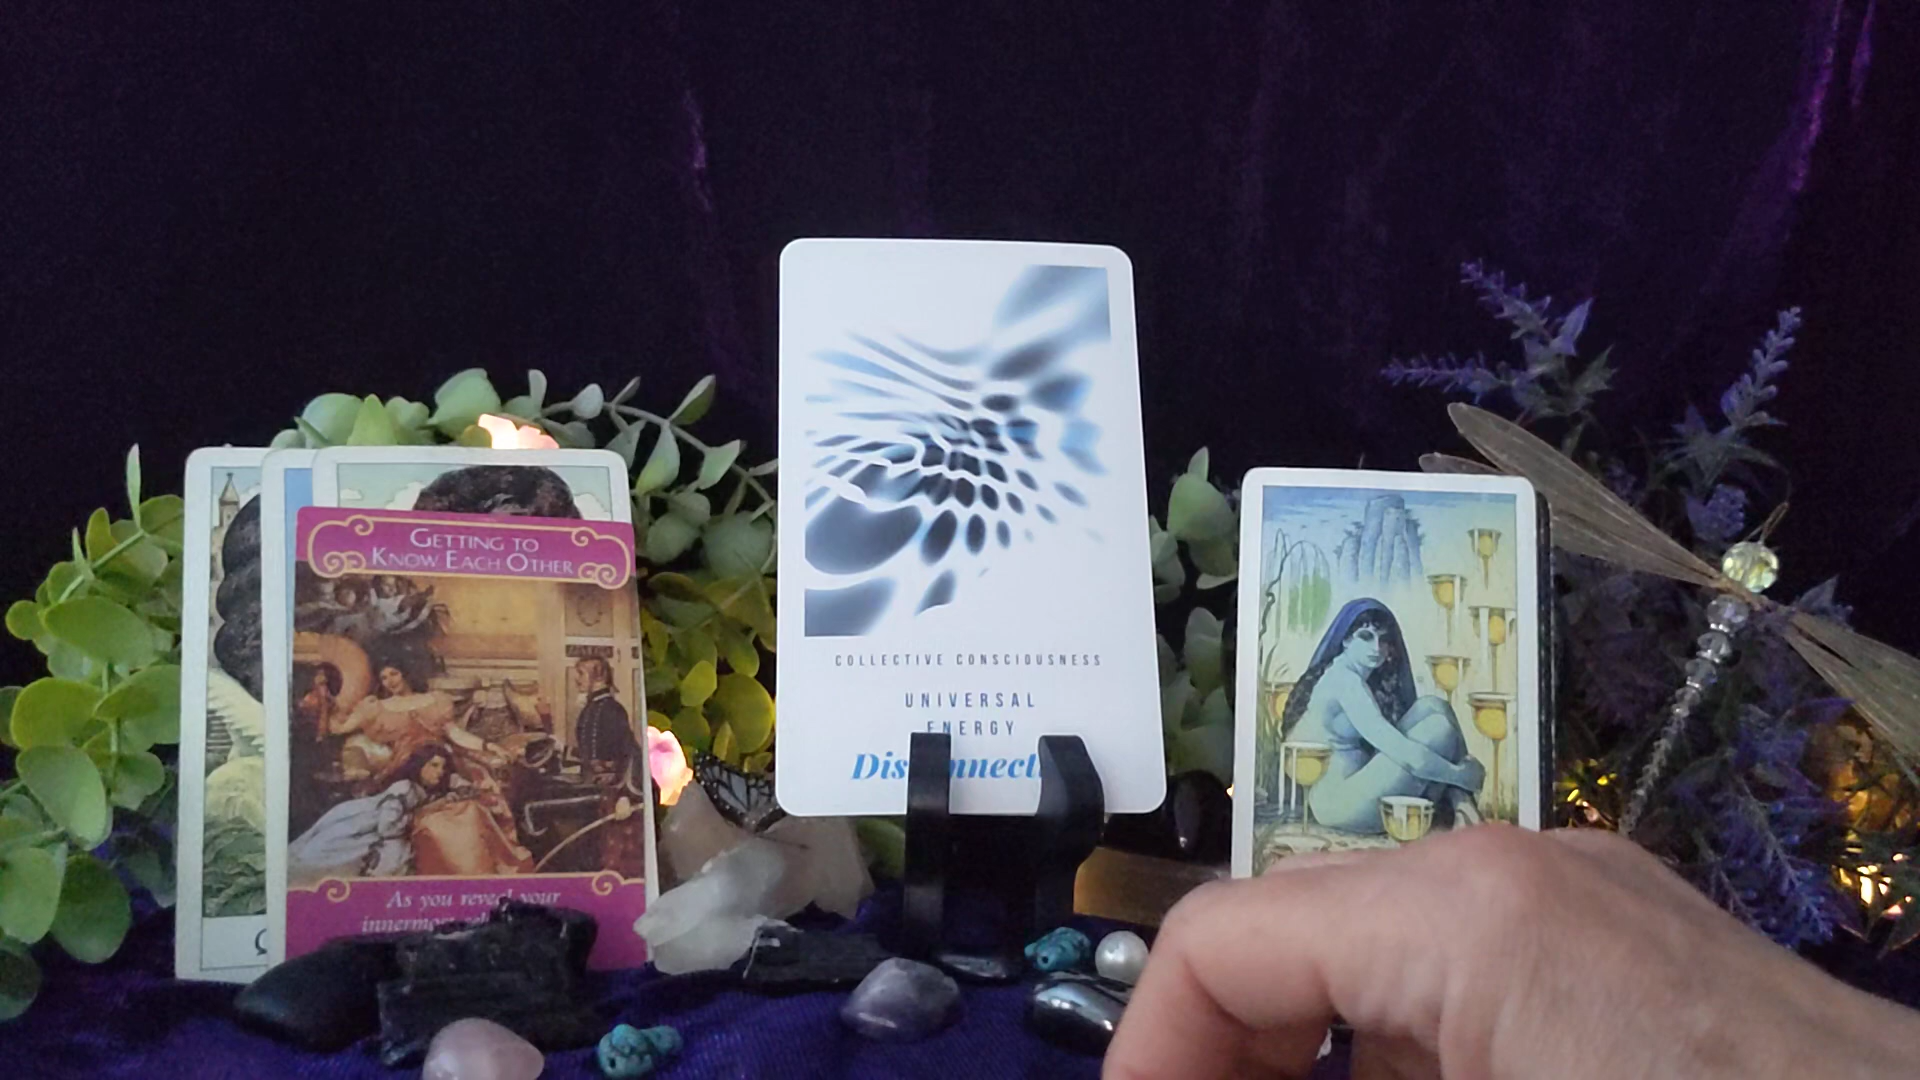 GETTING TO
KNOW EACH OTHER
As you reveal your
COLLECTIVE CONSCIOUSNESS
UNIVERSAL
ENERGY